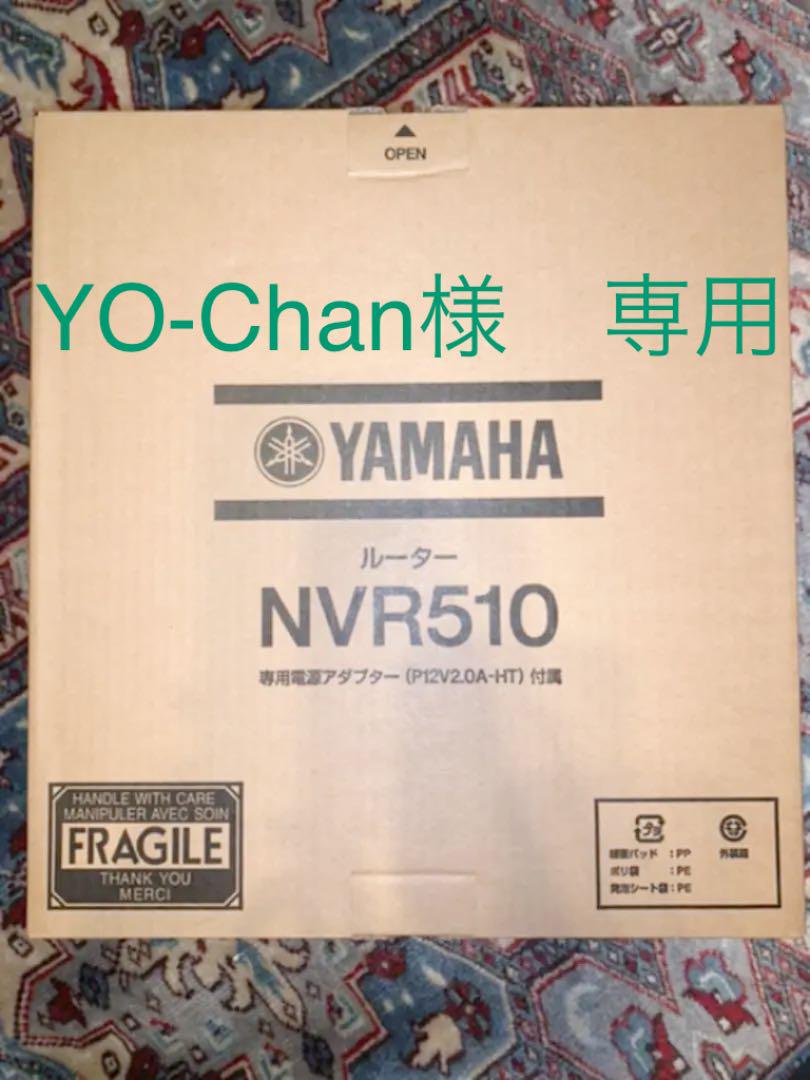 OPEN
YO-Chan様　専用
YAMAHA
ルーター
NVR510
専用電源アダプター(P12V2.0A-HT)付属
HANDLE WITH CARE
MANIPULER AVEC SOIN
FRAGILE
THANK YOU
MERCI
プラ
緩衝パッド :PP
外装箱
ポリ袋 :PE
発泡シート袋:PE